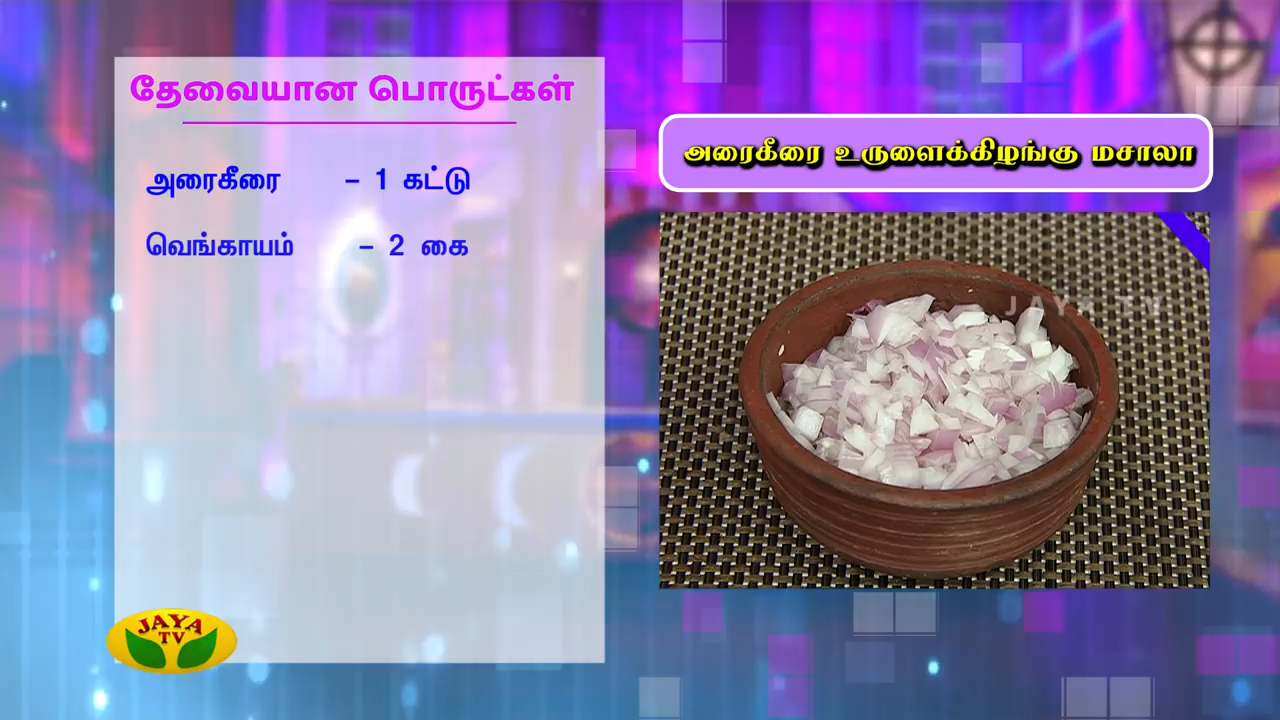 தேவையான பொருட்கள்
அரைகீரை - 1 கட்டு
வெங்காயம் - 2 கை
அரைகீரை உருளைக்கிழங்கு மசாலா
JAYA TV
JAYA
TV